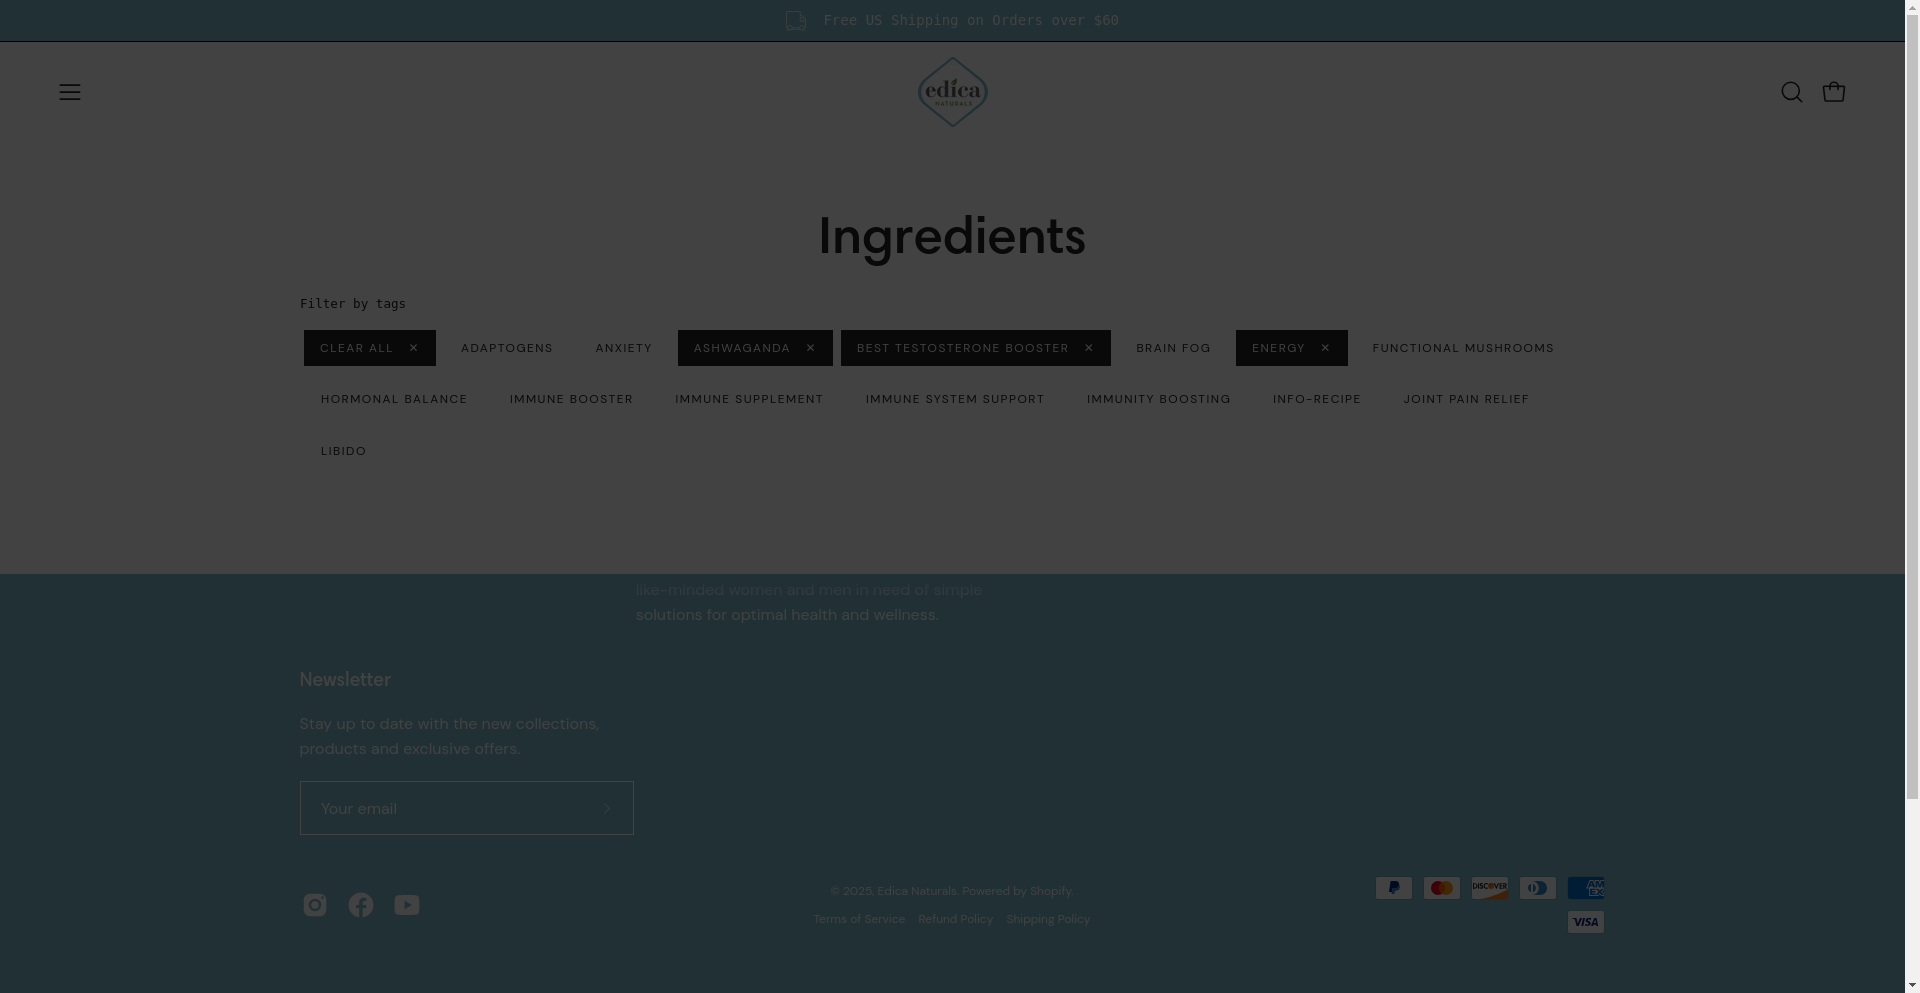 Free US Shipping on Orders over $60
edica
NATURALS
Ingredients
Filter by tags
CLEAR ALL ✕ ADAPTOGENS ANXIETY ASHWAGANDA ✕ BEST TESTOSTERONE BOOSTER ✕ BRAIN FOG ENERGY ✕ FUNCTIONAL MUSHROOMS
HORMONAL BALANCE IMMUNE BOOSTER IMMUNE SUPPLEMENT IMMUNE SYSTEM SUPPORT IMMUNITY BOOSTING INFO-RECIPE JOINT PAIN RELIEF
LIBIDO
like-minded women and men in need of simple
solutions for optimal health and wellness.
Newsletter
Stay up to date with the new collections,
products and exclusive offers.
Your email
© 2025, Edica Naturals. Powered by Shopify.
Terms of Service Refund Policy Shipping Policy
DISCOVER
AM
EX
VISA